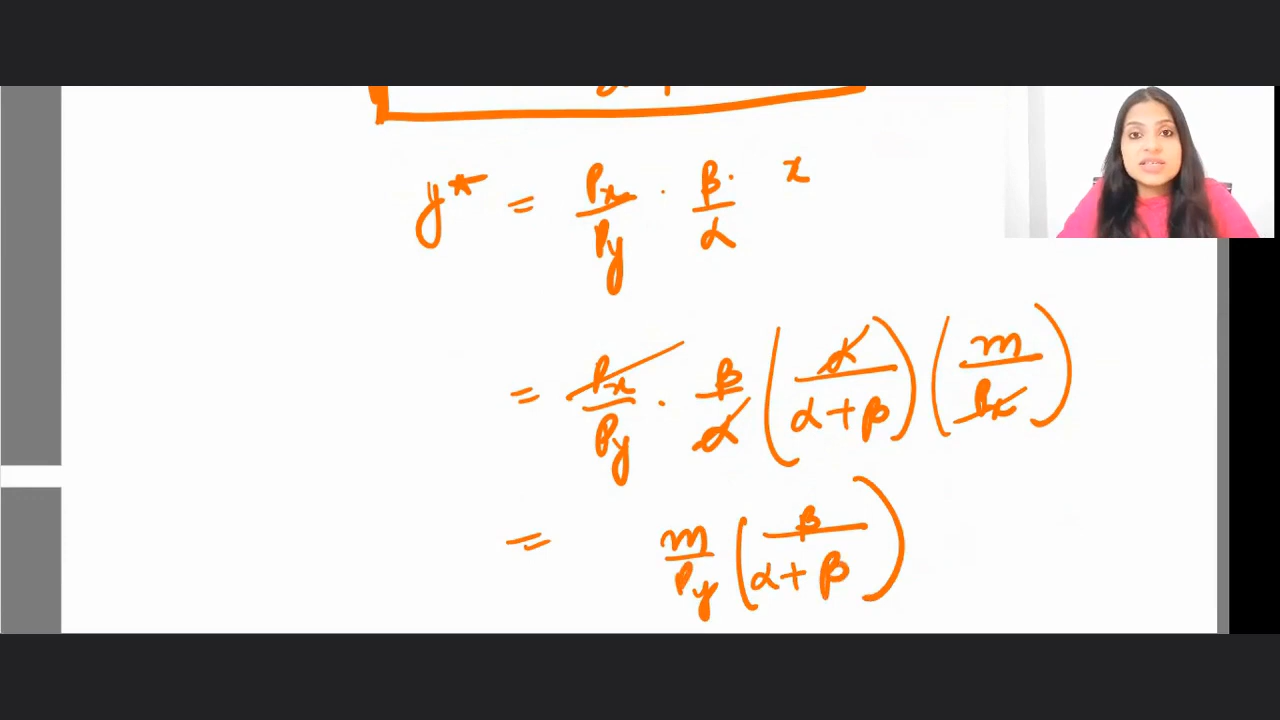 y* = Px/Py · β/α · x
= Px/Py · β/α (α/(α+β)) (m/Px)
= m/Py (β/(α+β))